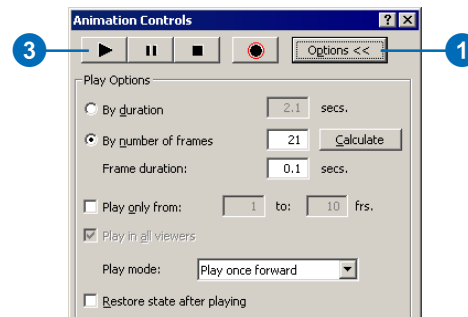 Animation Controls ? ×
3 Options << 1
Play Options
By duration 2.1 secs.
By number of frames 21 Calculate
Frame duration: 0.1 secs.
Play only from: 1 to: 10 frs.
Play in all viewers
Play mode: Play once forward
Restore state after playing